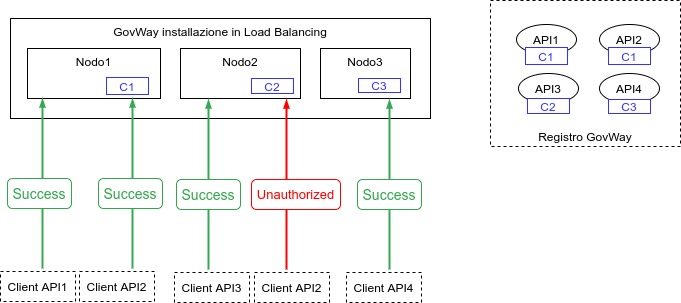 GovWay installazione in Load Balancing
Nodo1
Nodo2
Nodo3
C1
C2
C3
Success
Success
Success
Unauthorized
Success
Client API1
Client API2
Client API3
Client API2
Client API4
API1
API2
C1
C1
API3
API4
C2
C3
Registro GovWay